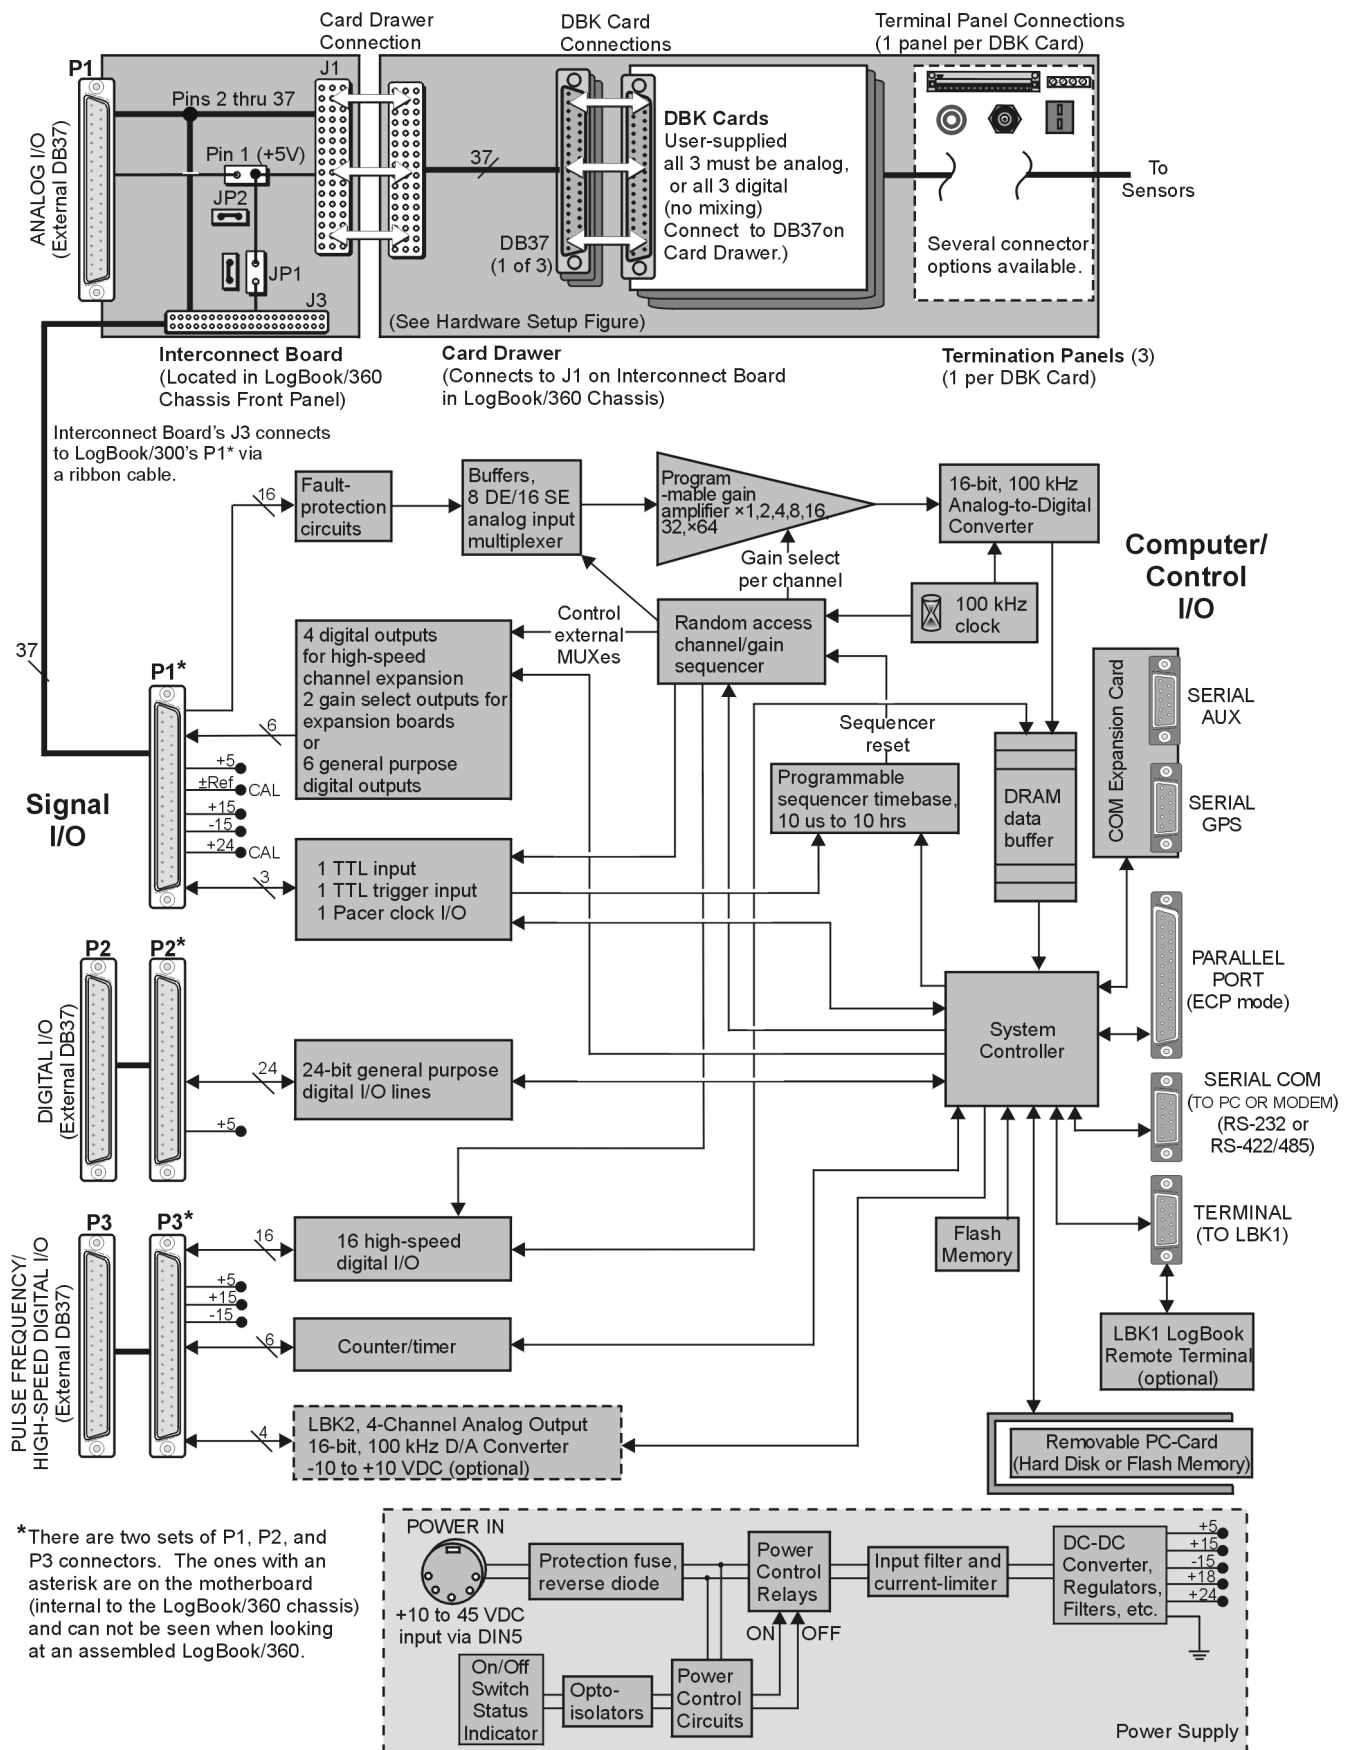 Card Drawer
Connection
DBK Card
Connections
Terminal Panel Connections
(1 panel per DBK Card)
P1
ANALOG I/O
(External DB37)
Pins 2 thru 37
J1
Pin 1 (+5V)
JP2
JP1
J3
37
DB37
(1 of 3)
DBK Cards
User-supplied
all 3 must be analog,
or all 3 digital
(no mixing)
Connect to DB37on
Card Drawer.)
Several connector
options available.
To
Sensors
(See Hardware Setup Figure)
Interconnect Board
(Located in LogBook/360
Chassis Front Panel)
Card Drawer
(Connects to J1 on Interconnect Board
in LogBook/360 Chassis)
Termination Panels (3)
(1 per DBK Card)
Interconnect Board's J3 connects
to LogBook/300's P1* via
a ribbon cable.
16
Fault-
protection
circuits
Buffers,
8 DE/16 SE
analog input
multiplexer
Program
-mable gain
amplifier ×1,2,4,8,16,
32,×64
16-bit, 100 kHz
Analog-to-Digital
Converter
Computer/
Control
I/O
Gain select
per channel
100 kHz
clock
Control
external
MUXes
Random access
channel/gain
sequencer
4 digital outputs
for high-speed
channel expansion
2 gain select outputs for
expansion boards
or
6 general purpose
digital outputs
37
P1*
6
+5
±Ref
CAL
+15
-15
+24
CAL
3
Signal
I/O
Sequencer
reset
Programmable
sequencer timebase,
10 us to 10 hrs
DRAM
data
buffer
COM Expansion Card
SERIAL
AUX
SERIAL
GPS
1 TTL input
1 TTL trigger input
1 Pacer clock I/O
PARALLEL
PORT
(ECP mode)
P2
P2*
DIGITAL I/O
(External DB37)
24
+5
24-bit general purpose
digital I/O lines
System
Controller
SERIAL COM
(TO PC OR MODEM)
(RS-232 or
RS-422/485)
TERMINAL
(TO LBK1)
Flash
Memory
P3
P3*
PULSE FREQUENCY/
HIGH-SPEED DIGITAL I/O
(External DB37)
16
+5
+15
-15
6
4
16 high-speed
digital I/O
Counter/timer
LBK2, 4-Channel Analog Output
16-bit, 100 kHz D/A Converter
-10 to +10 VDC (optional)
LBK1 LogBook
Remote Terminal
(optional)
Removable PC-Card
(Hard Disk or Flash Memory)
*There are two sets of P1, P2, and
P3 connectors. The ones with an
asterisk are on the motherboard
(internal to the LogBook/360 chassis)
and can not be seen when looking
at an assembled LogBook/360.
POWER IN
+10 to 45 VDC
input via DIN5
Protection fuse,
reverse diode
Power
Control
Relays
Input filter and
current-limiter
DC-DC
Converter,
Regulators,
Filters, etc.
+5
+15
-15
+18
+24
ON
OFF
On/Off
Switch
Status
Indicator
Opto-
isolators
Power
Control
Circuits
Power Supply